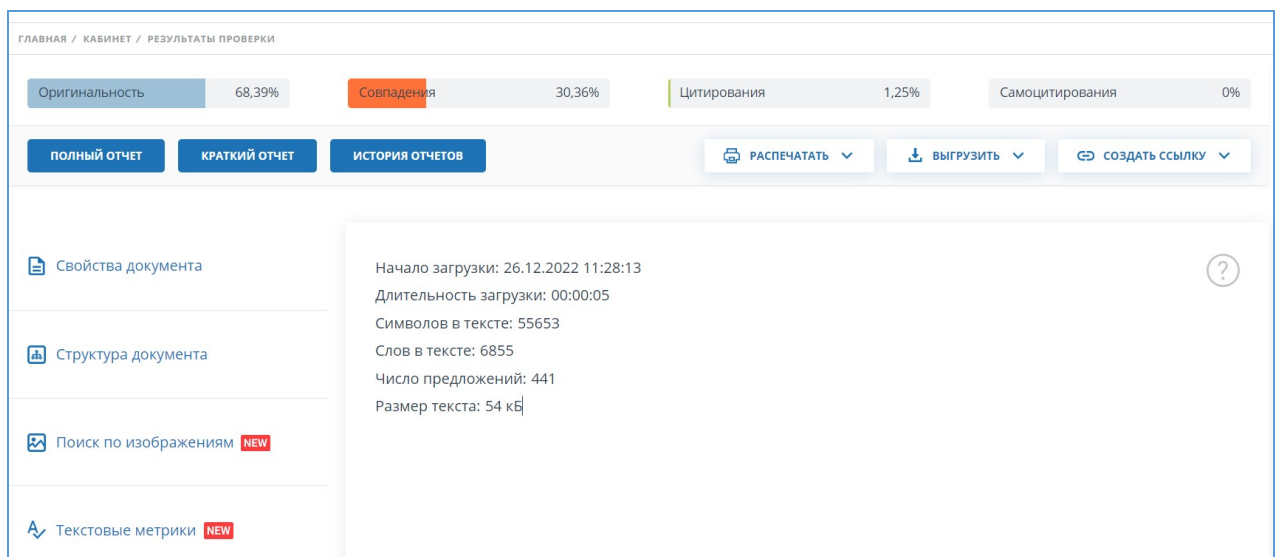 ГЛАВНАЯ / КАБИНЕТ / РЕЗУЛЬТАТЫ ПРОВЕРКИ
Оригинальность 68,39% Совпадения 30,36% Цитирования 1,25% Самоцитирования 0%
ПОЛНЫЙ ОТЧЕТ КРАТКИЙ ОТЧЕТ ИСТОРИЯ ОТЧЕТОВ РАСПЕЧАТАТЬ ВЫГРУЗИТЬ СОЗДАТЬ ССЫЛКУ
Свойства документа
Структура документа
Поиск по изображениям NEW
Текстовые метрики NEW
Начало загрузки: 26.12.2022 11:28:13
Длительность загрузки: 00:00:05
Символов в тексте: 55653
Слов в тексте: 6855
Число предложений: 441
Размер текста: 54 кБ
?